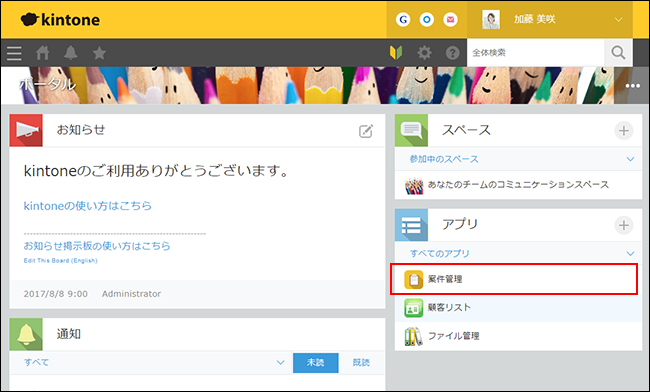 kintone
G
加藤 美咲
全体検索
ポータル
お知らせ
kintoneのご利用ありがとうございます。
kintoneの使い方はこちら
お知らせ掲示板の使い方はこちら
Edit This Board (English)
2017/8/8 9:00 Administrator
通知
すべて
未読
既読
スペース
参加中のスペース
あなたのチームのコミュニケーションスペース
アプリ
すべてのアプリ
案件管理
顧客リスト
ファイル管理